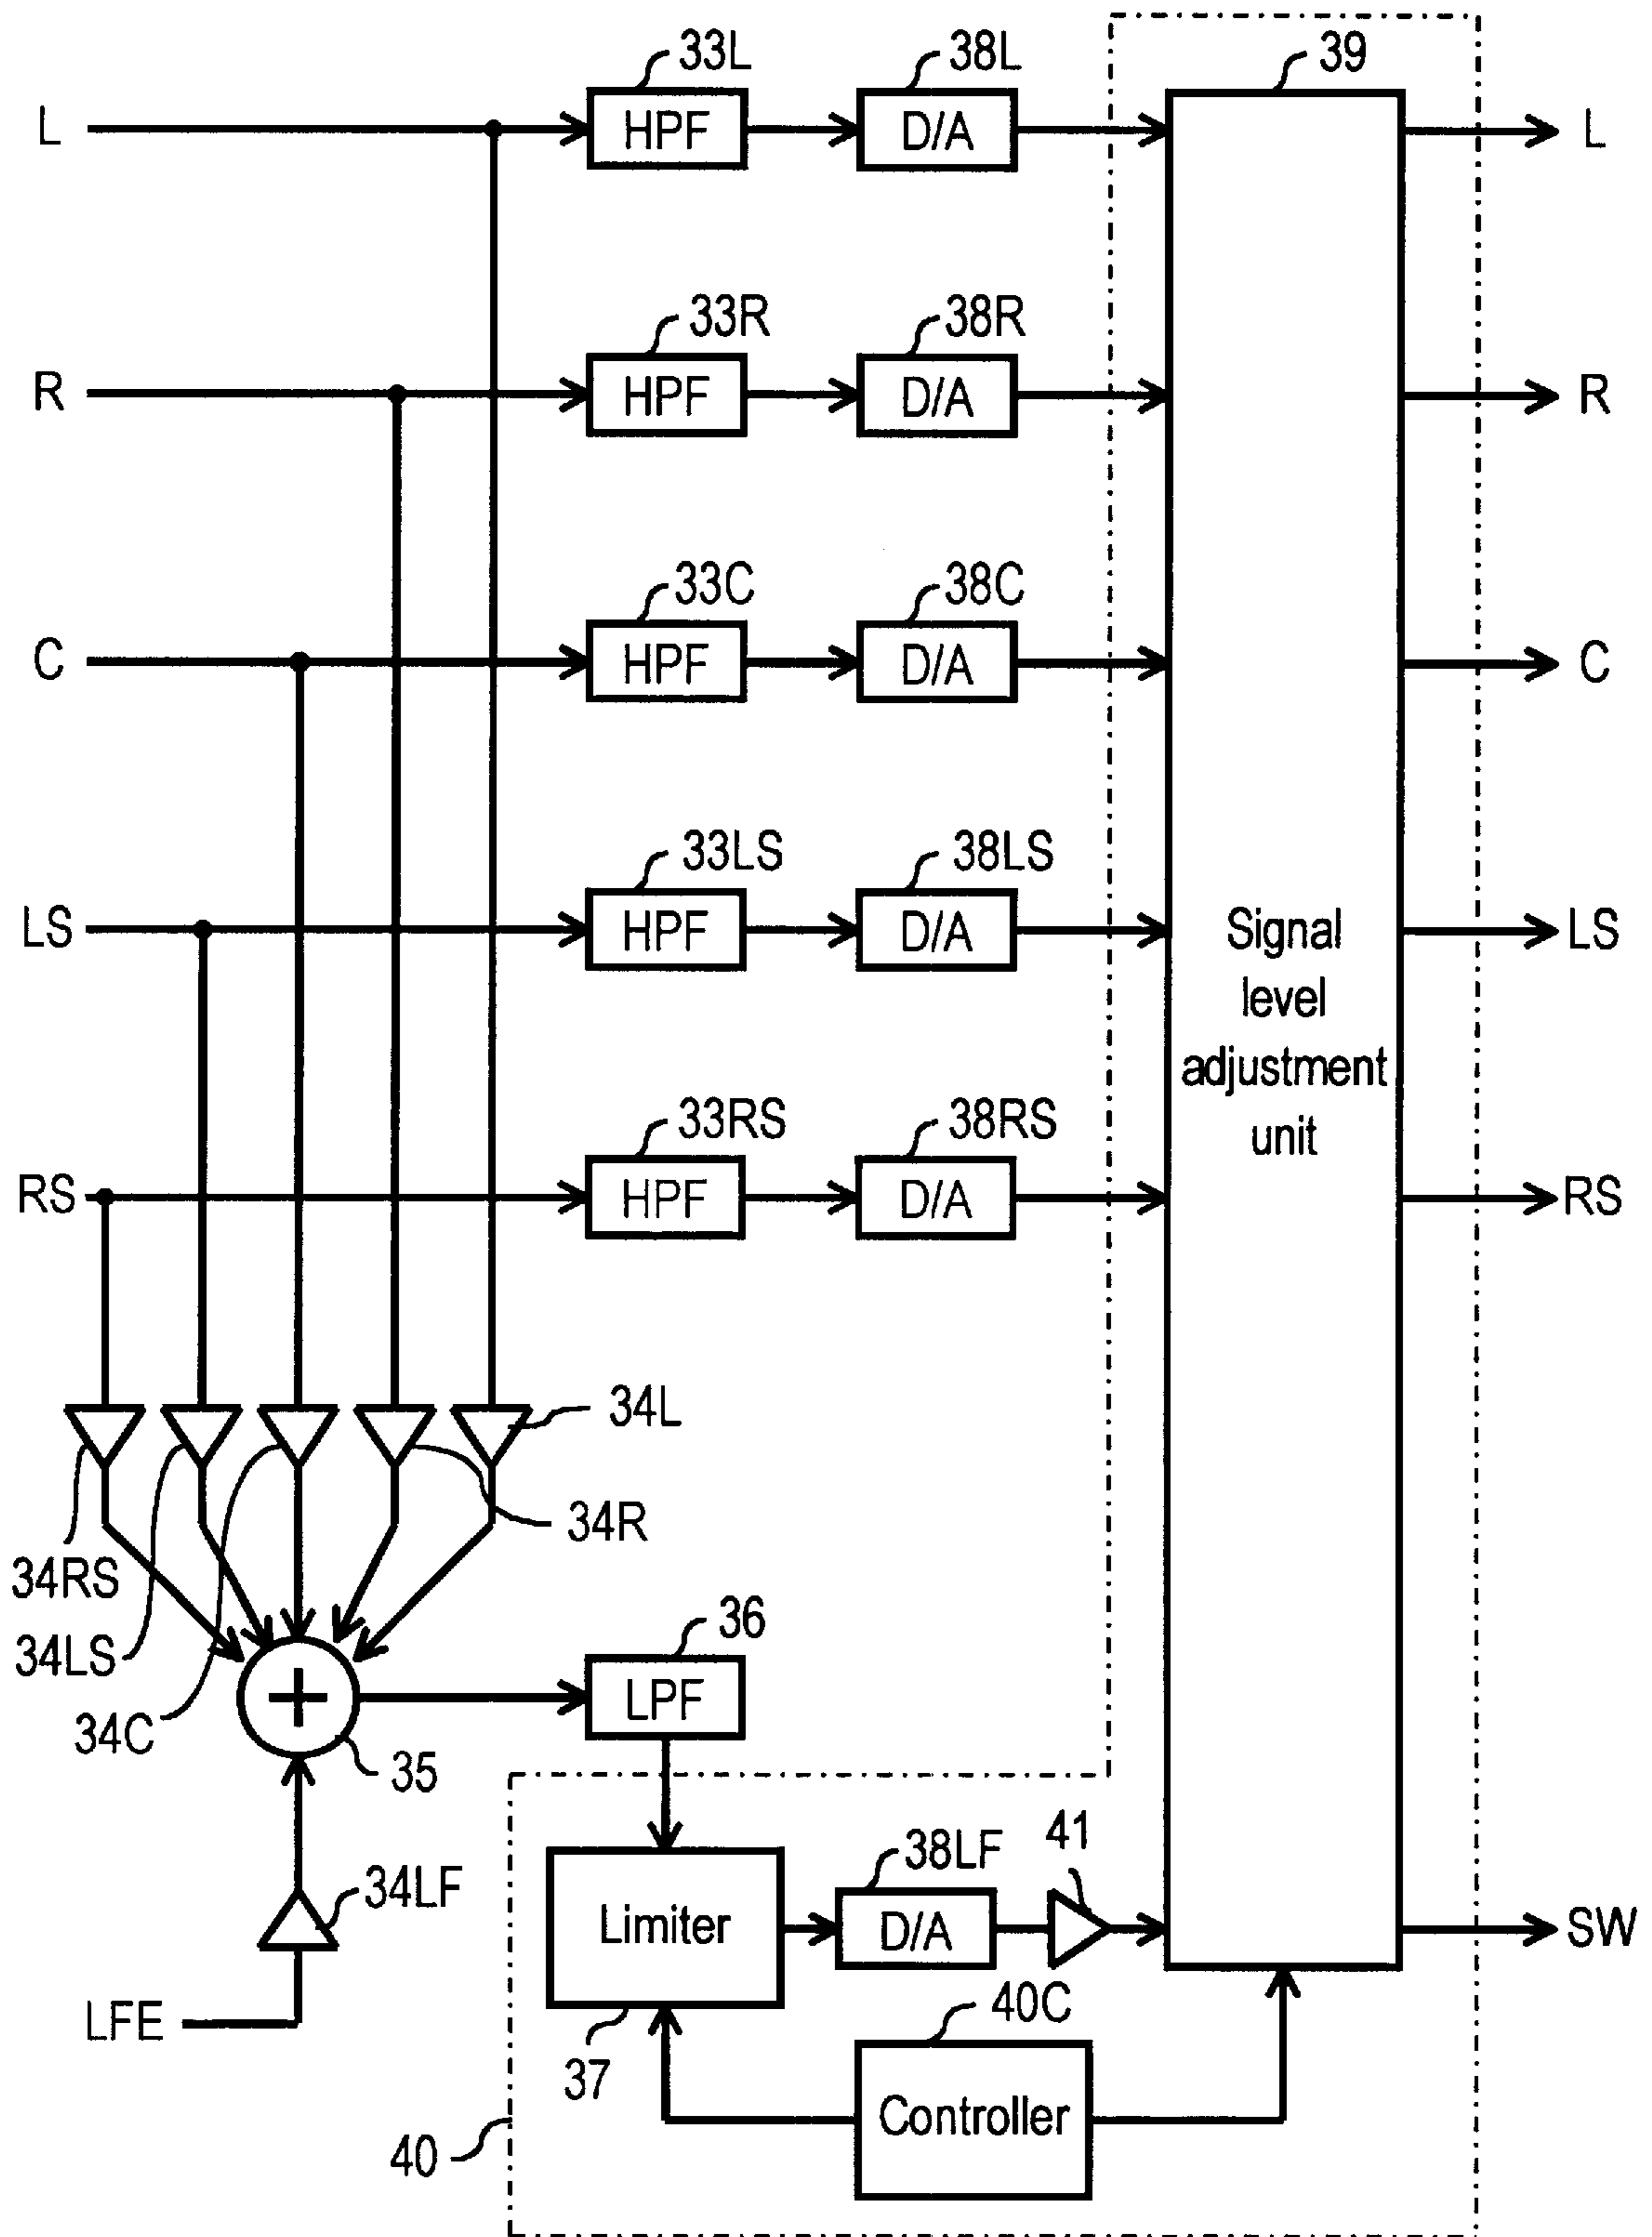 33L 38L 39
L HPF D/A L
33R 38R
R HPF D/A R
33C 38C
C HPF D/A C
33LS 38LS
LS HPF D/A LS
Signal
level
adjustment
unit
33RS 38RS
RS HPF D/A RS
34L
34R
34RS
34LS
34C
36
+ LPF
35
41
38LF
34LF
Limiter D/A SW
40C
LFE
37
Controller
40